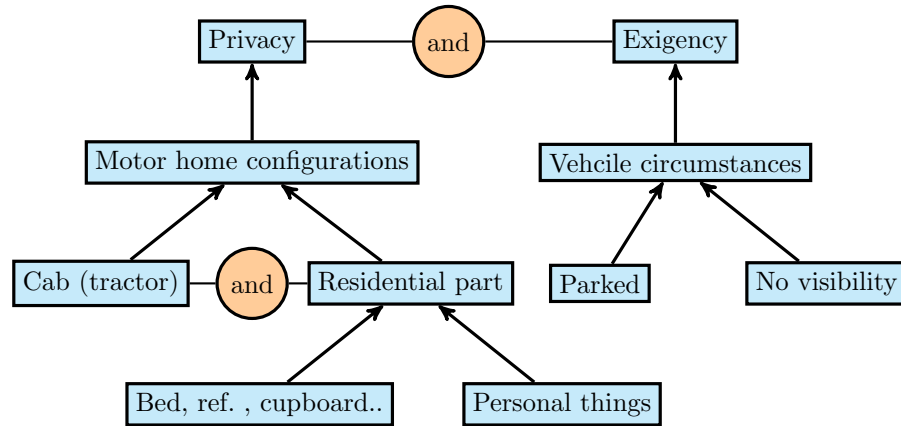 Privacy
and
Exigency
Motor home configurations
Vehcile circumstances
Cab (tractor)
and
Residential part
Parked
No visibility
Bed, ref. , cupboard..
Personal things